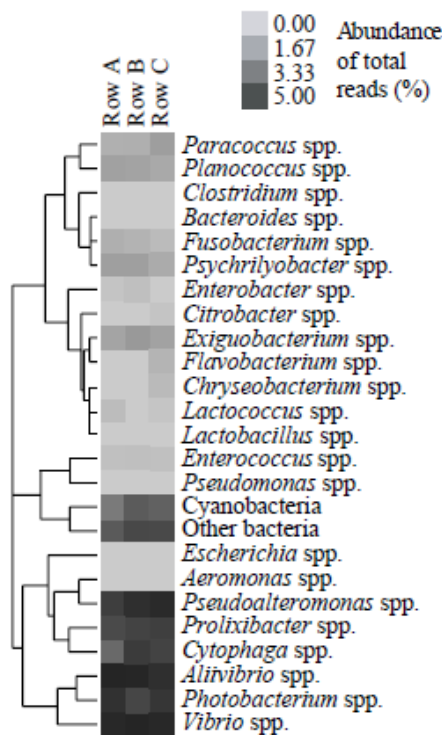 0.00
1.67
3.33
5.00
Abundance
of total
reads (%)
Row A
Row B
Row C
Paracoccus spp.
Planococcus spp.
Clostridium spp.
Bacteroides spp.
Fusobacterium spp.
Psychrilyobacter spp.
Enterobacter spp.
Citrobacter spp.
Exiguobacterium spp.
Flavobacterium spp.
Chryseobacterium spp.
Lactococcus spp.
Lactobacillus spp.
Enterococcus spp.
Pseudomonas spp.
Cyanobacteria
Other bacteria
Escherichia spp.
Aeromonas spp.
Pseudoalteromonas spp.
Prolixibacter spp.
Cytophaga spp.
Aliivibrio spp.
Photobacterium spp.
Vibrio spp.